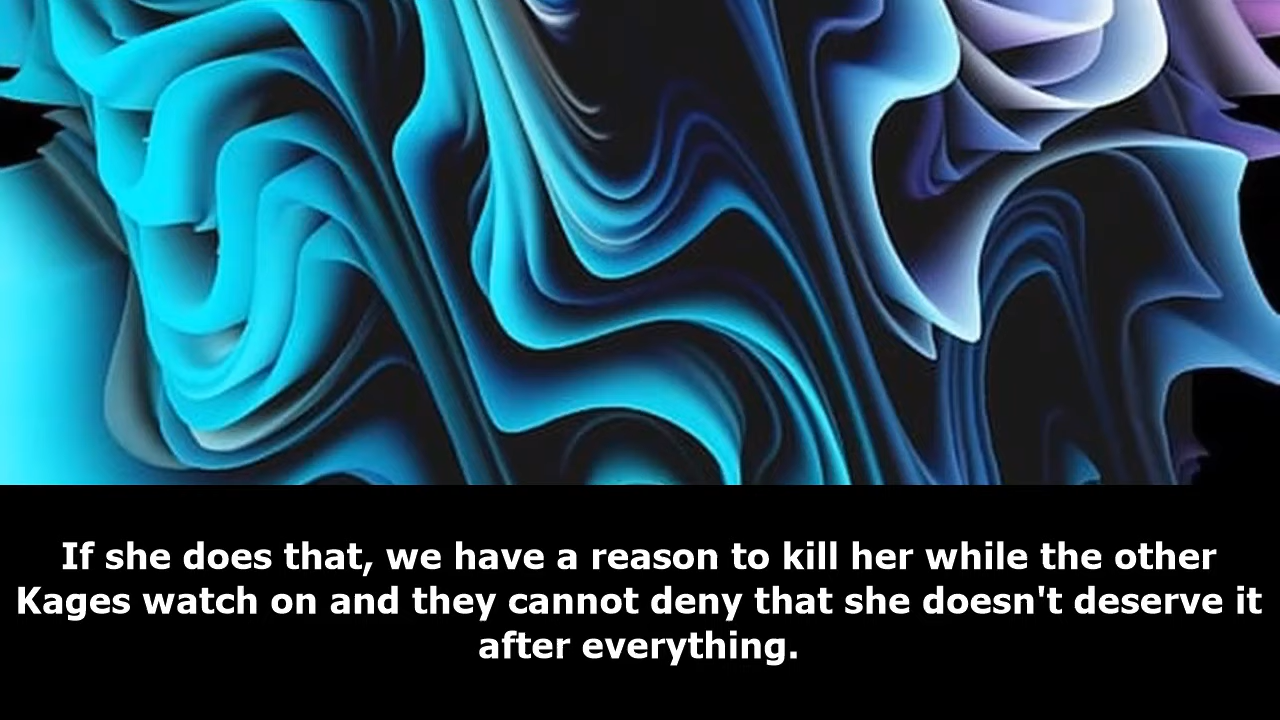 If she does that, we have a reason to kill her while the other
Kages watch on and they cannot deny that she doesn't deserve it
after everything.